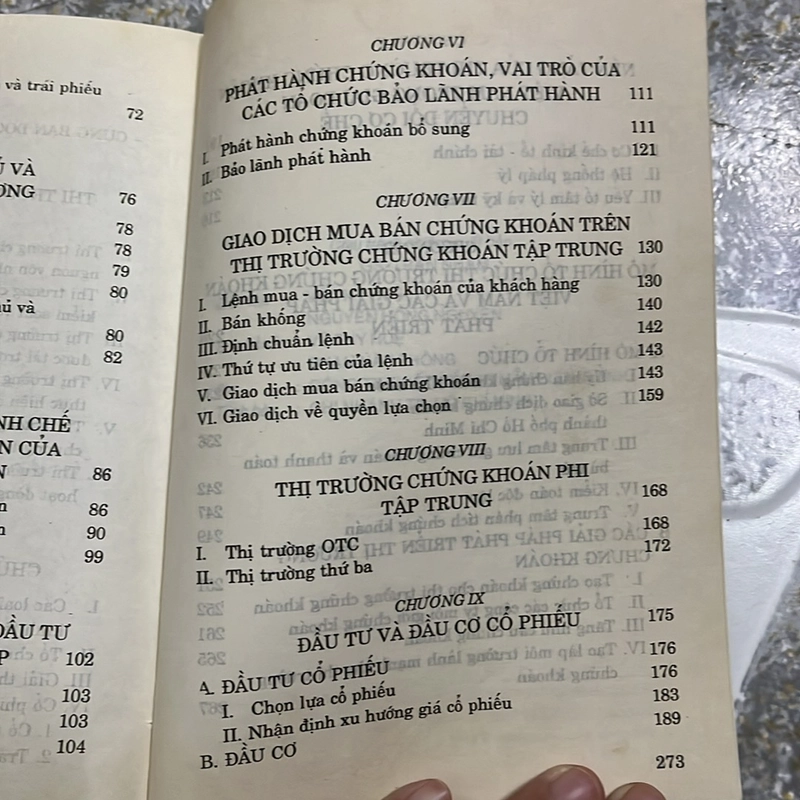 và trái phiếu
72
Ủ VÀ
ƠNG 76
78
78
79
80
hủ và
80
82
NH CHẾ
N CỦA
N 86
86
90
99
ĐẦU TƯ
P 102
103
103
104
CHƯƠNG VI
PHÁT HÀNH CHỨNG KHOÁN, VAI TRÒ CỦA
CÁC TỔ CHỨC BẢO LÃNH PHÁT HÀNH 111
I. Phát hành chứng khoán bổ sung 111
II. Bảo lãnh phát hành 121
CHƯƠNG VII
GIAO DỊCH MUA BÁN CHỨNG KHOÁN TRÊN
THỊ TRƯỜNG CHỨNG KHOÁN TẬP TRUNG 130
I. Lệnh mua - bán chứng khoán của khách hàng 130
II. Bán khống 140
III. Định chuẩn lệnh 142
IV. Thứ tự ưu tiên của lệnh 143
V. Giao dịch mua bán chứng khoán 143
VI. Giao dịch về quyền lựa chọn 159
CHƯƠNG VIII
THỊ TRƯỜNG CHỨNG KHOÁN PHI
TẬP TRUNG 168
I. Thị trường OTC 168
II. Thị trường thứ ba 172
CHƯƠNG IX
ĐẦU TƯ VÀ ĐẦU CƠ CỔ PHIẾU 175
A. ĐẦU TƯ CỔ PHIẾU 176
I. Chọn lựa cổ phiếu 176
II. Nhận định xu hướng giá cổ phiếu 183
B. ĐẦU CƠ 189
273